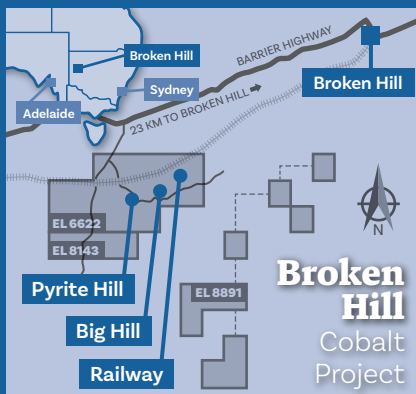 Broken Hill
Sydney
Adelaide
BARRIER HIGHWAY
Broken Hill
23 KM TO BROKEN HILL
EL 6622
EL 8143
Pyrite Hill
Big Hill
Railway
EL 8891
N
Broken
Hill
Cobalt
Project